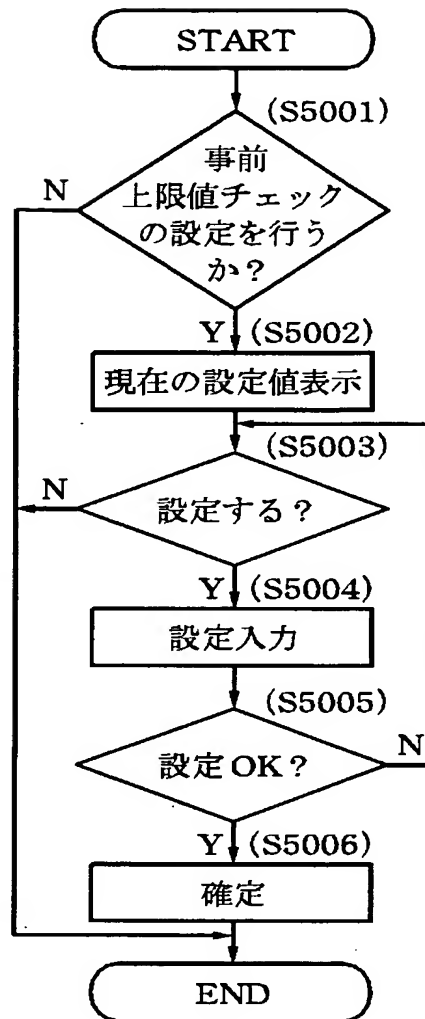 START
(S5001)
事前
上限値チェック
の設定を行う
か?
N
Y (S5002)
現在の設定値表示
(S5003)
N
設定する?
Y (S5004)
設定入力
(S5005)
設定 OK?
N
Y (S5006)
確定
END